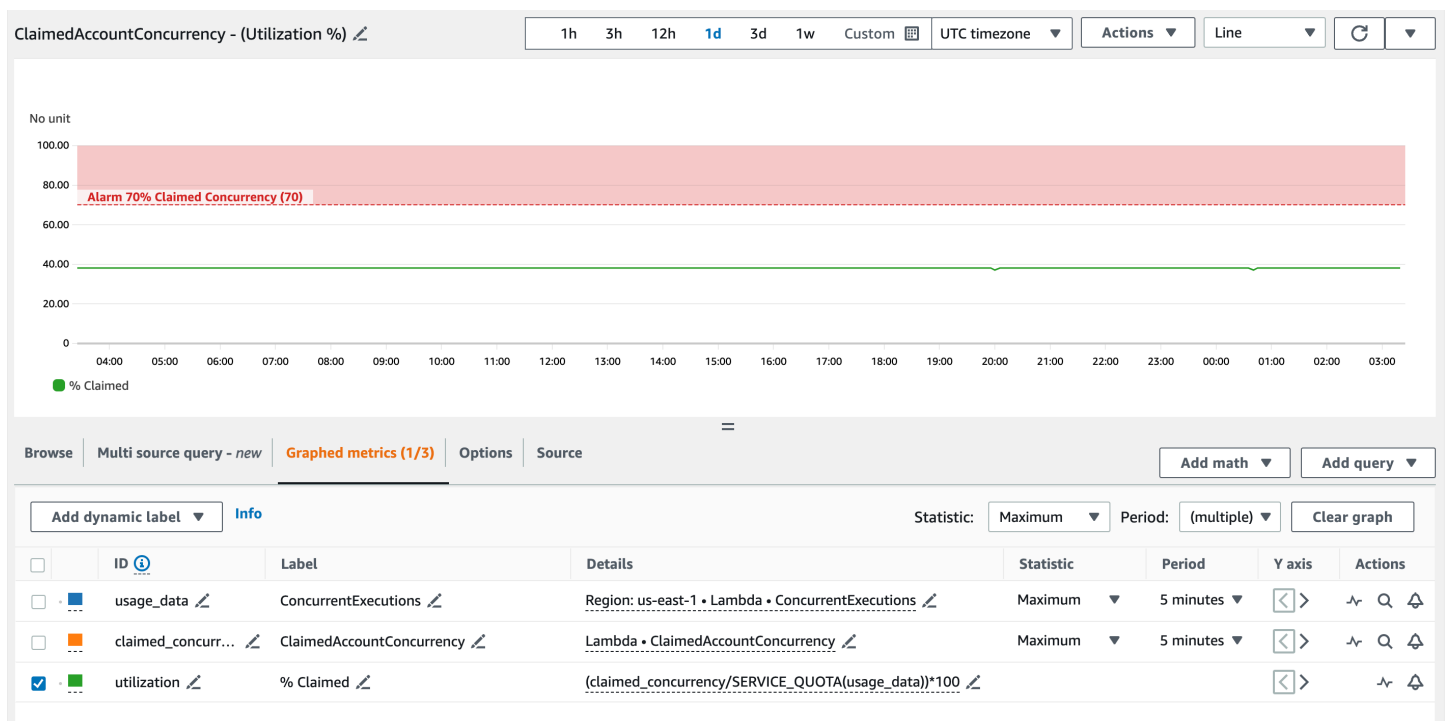 ClaimedAccountConcurrency - (Utilization %)
1h 3h 12h 1d 3d 1w Custom UTC timezone Actions Line
No unit
100.00
80.00
Alarm 70% Claimed Concurrency (70)
60.00
40.00
20.00
0
04:00 05:00 06:00 07:00 08:00 09:00 10:00 11:00 12:00 13:00 14:00 15:00 16:00 17:00 18:00 19:00 20:00 21:00 22:00 23:00 00:00 01:00 02:00 03:00
% Claimed
Browse Multi source query - new Graphed metrics (1/3) Options Source
Add math Add query
Add dynamic label Info Statistic: Maximum Period: (multiple) Clear graph
ID Label Details Statistic Period Y axis Actions
usage_data ConcurrentExecutions Region: us-east-1 • Lambda • ConcurrentExecutions Maximum 5 minutes
claimed_concurr... ClaimedAccountConcurrency Lambda • ClaimedAccountConcurrency Maximum 5 minutes
utilization % Claimed (claimed_concurrency/SERVICE_QUOTA(usage_data))*100